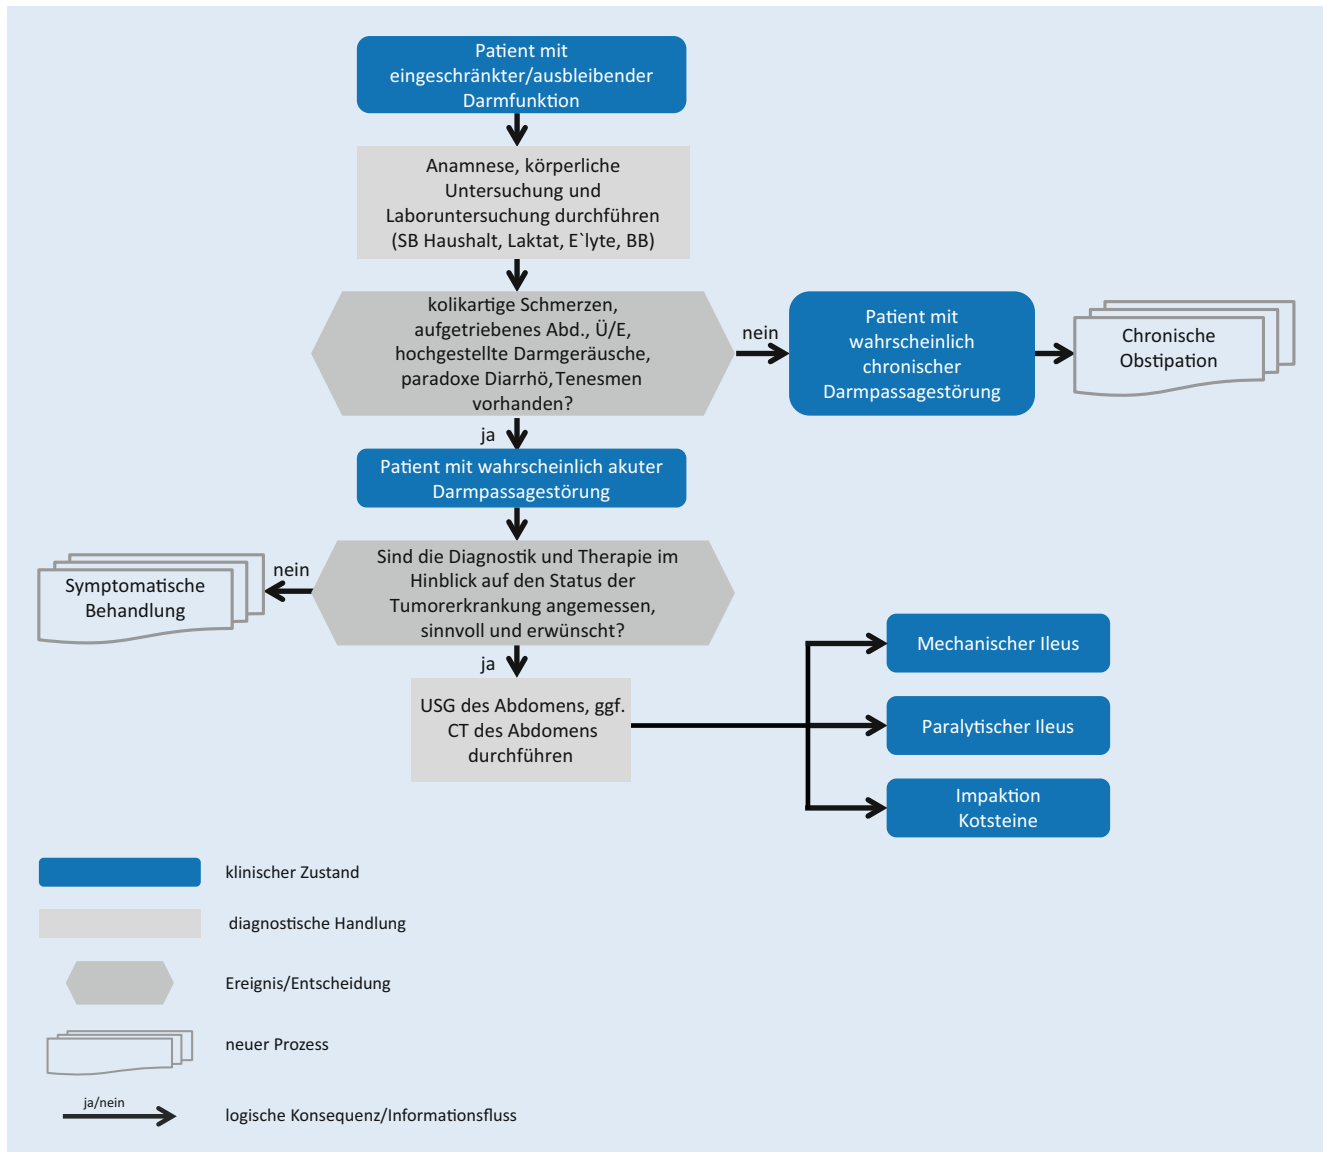 Patient mit
eingeschränkter/ausbleibender
Darmfunktion
Anamnese, körperliche
Untersuchung und
Laboruntersuchung durchführen
(SB Haushalt, Laktat, E`lyte, BB)
kolikartige Schmerzen,
aufgetriebenes Abd., Ü/E,
hochgestellte Darmgeräusche,
paradoxe Diarrhö, Tenesmen
vorhanden?
nein
Patient mit
wahrscheinlich
chronischer
Darmpassagestörung
Chronische
Obstipation
ja
Patient mit wahrscheinlich akuter
Darmpassagestörung
Sind die Diagnostik und Therapie im
Hinblick auf den Status der
Tumorerkrankung angemessen,
sinnvoll und erwünscht?
nein
Symptomatische
Behandlung
ja
USG des Abdomens, ggf.
CT des Abdomens
durchführen
Mechanischer Ileus
Paralytischer Ileus
Impaktion
Kotsteine
klinischer Zustand
diagnostische Handlung
Ereignis/Entscheidung
neuer Prozess
ja/nein
logische Konsequenz/Informationsfluss